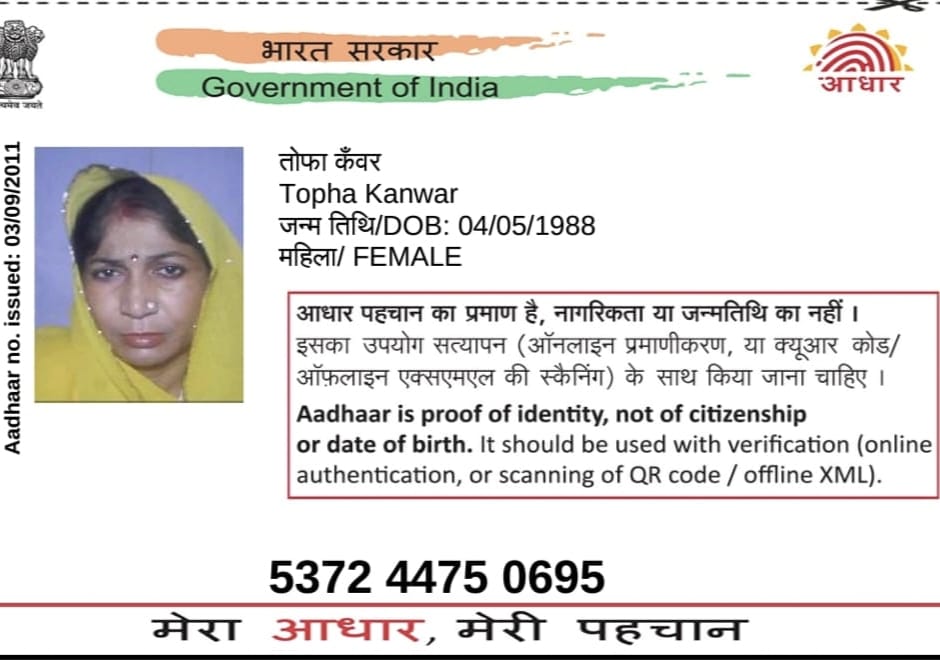 भारत सरकार
Government of India
त्यमेव जयते
आधार
Aadhaar no. issued: 03/09/2011
तोफा कँवर
Topha Kanwar
जन्म तिथि/DOB: 04/05/1988
महिला/ FEMALE
आधार पहचान का प्रमाण है, नागरिकता या जन्मतिथि का नहीं ।
इसका उपयोग सत्यापन (ऑनलाइन प्रमाणीकरण, या क्यूआर कोड/
ऑफ़लाइन एक्सएमएल की स्कैनिंग) के साथ किया जाना चाहिए ।
Aadhaar is proof of identity, not of citizenship
or date of birth. It should be used with verification (online
authentication, or scanning of QR code / offline XML).
5372 4475 0695
मेरा आधार, मेरी पहचान